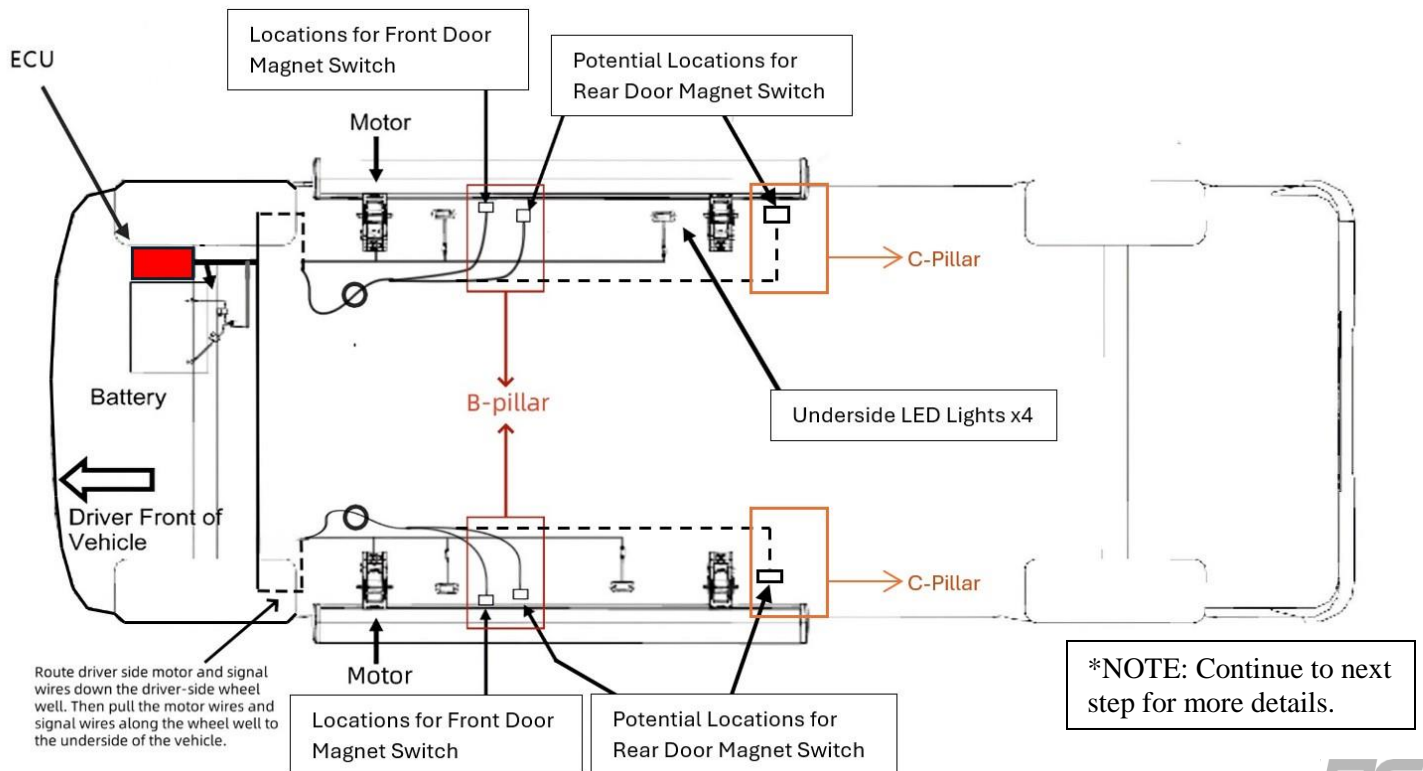 Locations for Front Door
Magnet Switch
Potential Locations for
Rear Door Magnet Switch
ECU
Motor
C-Pillar
Battery
B-pillar
Underside LED Lights x4
Driver Front of
Vehicle
C-Pillar
Route driver side motor and signal
wires down the driver-side wheel
well. Then pull the motor wires and
signal wires along the wheel well to
the underside of the vehicle.
Motor
Locations for Front Door
Magnet Switch
Potential Locations for
Rear Door Magnet Switch
*NOTE: Continue to next
step for more details.